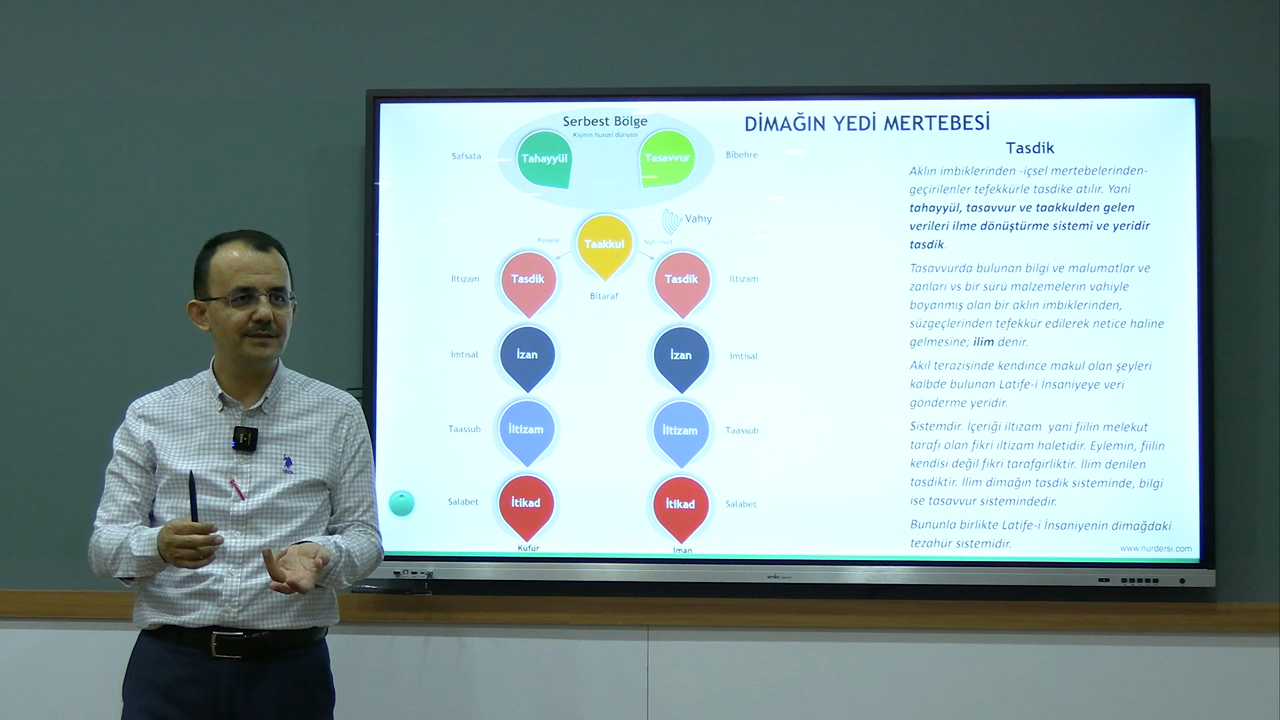 Serbest Bölge
Kişinin hususi dünyası
Safsata
Tahayyül
Tasavvur
Bîbehre
Vahiy
Felsefe
Taakkul
İltizam
Tasdik
Bîtaraf
Tasdik
İltizam
İmtisal
İzan
İzan
İmtisal
Taassub
İltizam
İltizam
Taassub
Salabet
İtikad
İtikad
Salabet
Küfür
İman
DİMAĞIN YEDİ MERTEBESİ
Tasdik
Aklın imbiklerinden -içsel mertebelerinden-
geçirilenler tefekkürle tasdike atılır. Yani
tahayyül, tasavvur ve taakkulden gelen
verileri ilme dönüştürme sistemi ve yeridir
tasdik.
Tasavvurda bulunan bilgi ve malumatlar ve
zanları vs bir sürü malzemelerin vahiyle
boyanmış olan bir aklın imbiklerinden,
süzgeçlerinden tefekkür edilerek netice haline
gelmesine; ilim denir.
Akıl terazisinde kendince makul olan şeyleri
kalbde bulunan Latife-i İnsaniyeye veri
gönderme yeridir.
Sistemdir. İçeriği iltizam yani fiilin melekut
tarafı olan fikri iltizam haletidir. Eylemin, fiilin
kendisi değil fikri tarafgirliktir. İlim denilen
tasdiktir. İlim dimağın tasdik sisteminde, bilgi
ise tasavvur sistemindedir.
Bununla birlikte Latife-i İnsaniyenin dimağdaki
tezahür sistemidir.
www.nurdersi.com